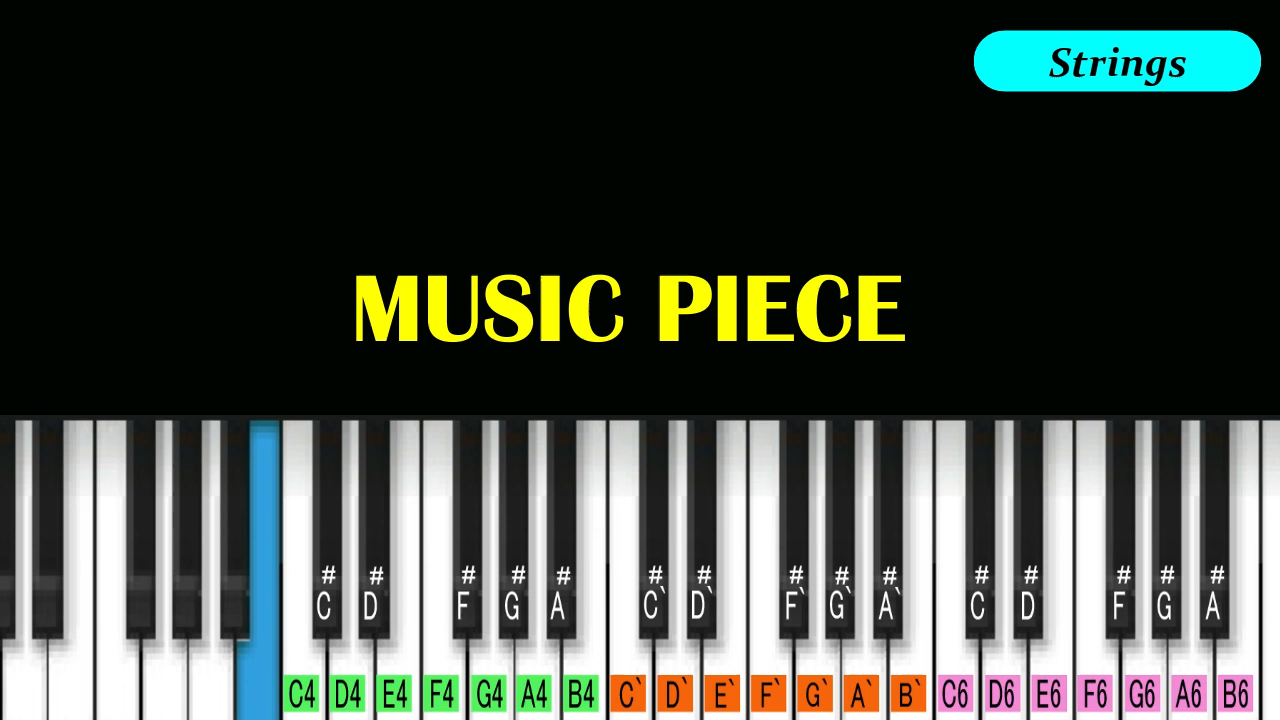 Strings
MUSIC PIECE
# # # # # # # # # # # # # # #
C D F G A C` D` F` G` A` C D F G A
C4 D4 E4 F4 G4 A4 B4 C` D` E` F` G` A` B` C6 D6 E6 F6 G6 A6 B6